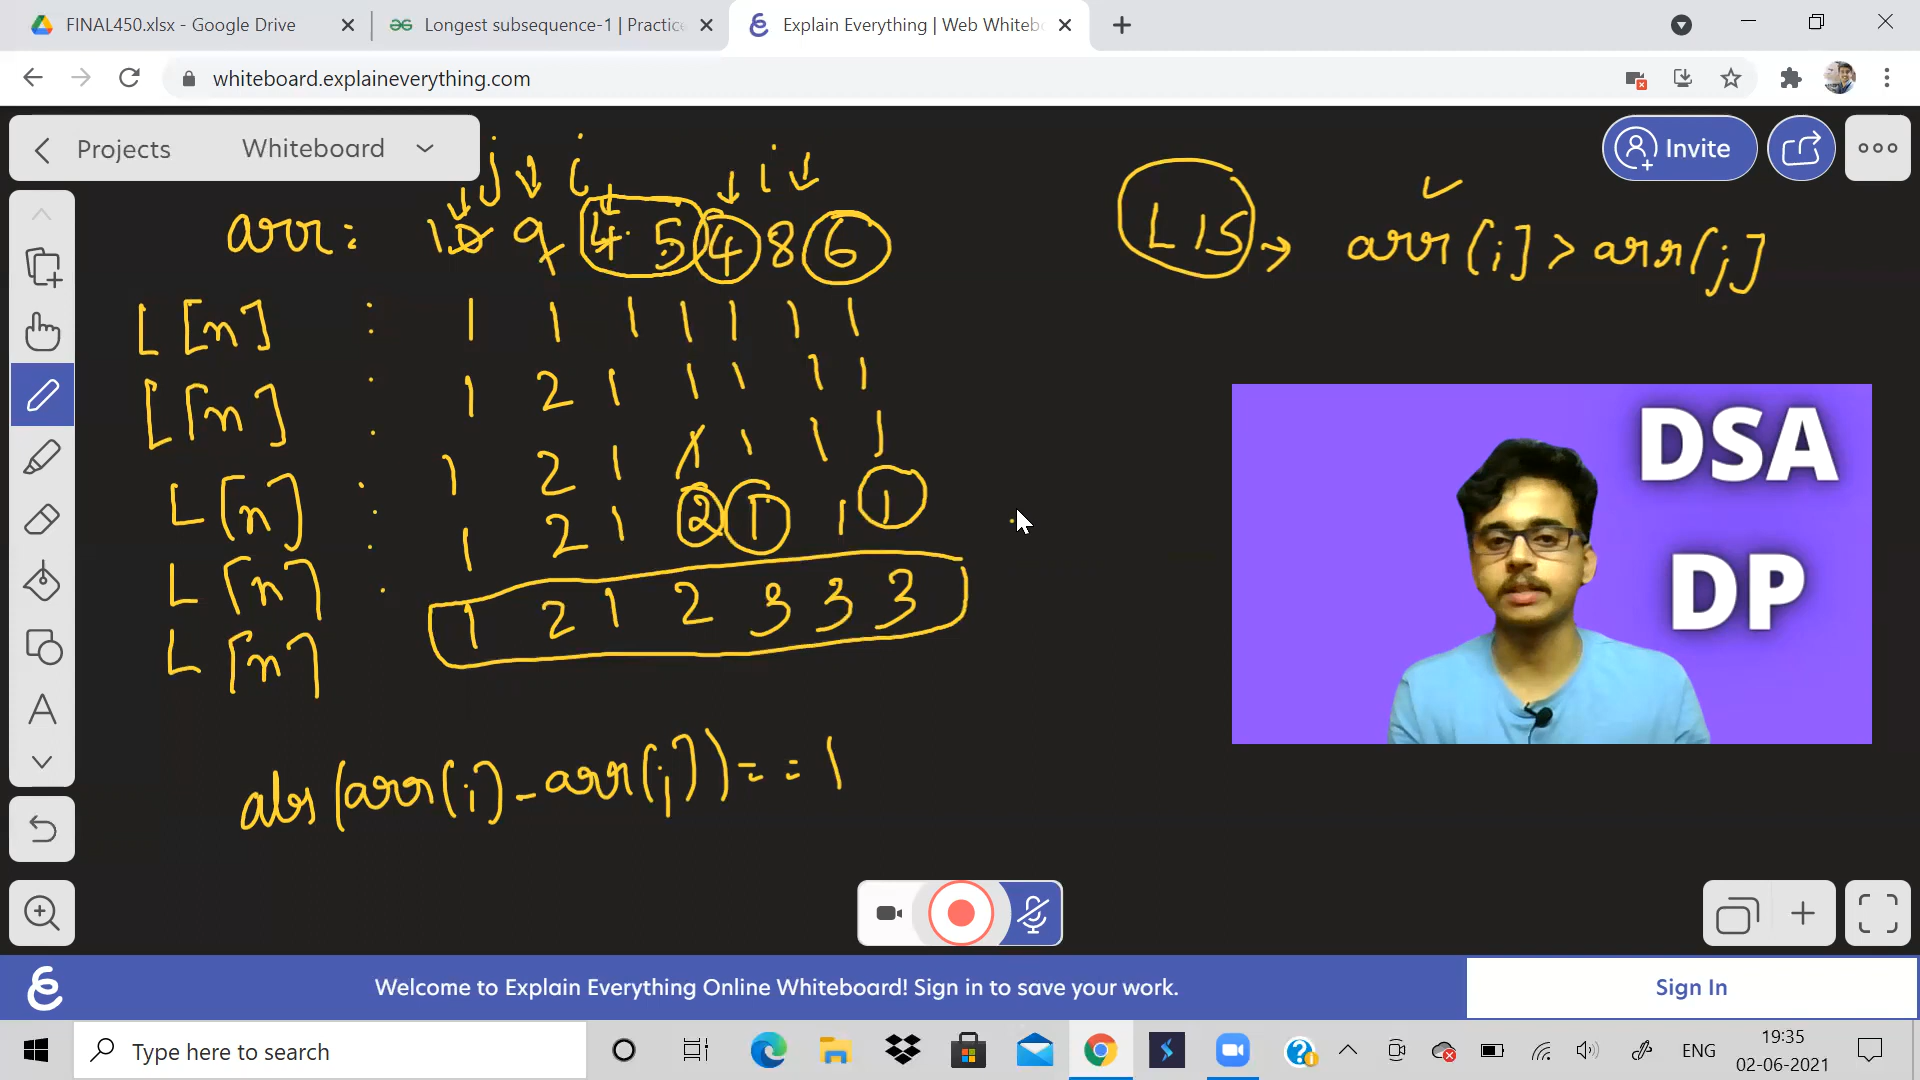 FINAL450.xlsx - Google Drive
Longest subsequence-1 | Practice
Explain Everything | Web Whitebo
whiteboard.explaineverything.com
Projects Whiteboard
Invite
j i i
arr: 10 9 4 5 4 8 6
LIS → arr[i] > arr[j]
L[n] : 1 1 1 1 1 1 1
L[n] : 1 2 1 1 1 1 1
L[n] : 1 2 1 1 1 1 1
L[n] : 1 2 1 2 1 1 1
L[n] : 1 2 1 2 3 3 3
abs(arr(i) - arr(j)) == 1
DSA
DP
A
Welcome to Explain Everything Online Whiteboard! Sign in to save your work.
Sign In
Type here to search
ENG
19:35
02-06-2021